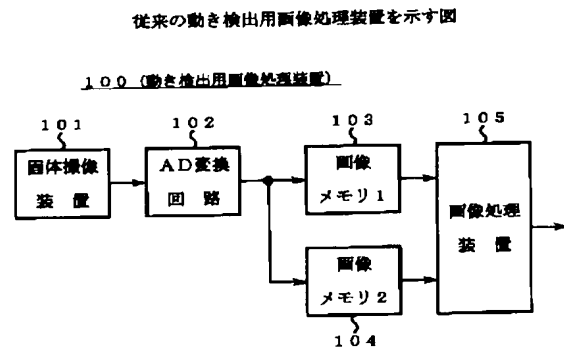 従来の動き検出用画像処理装置を示す図
100 (動き検出用画像処理装置)
101
102
103
105
固体撮像
装置
AD変換
回路
画像
メモリ1
画像処理
装置
画像
メモリ2
104